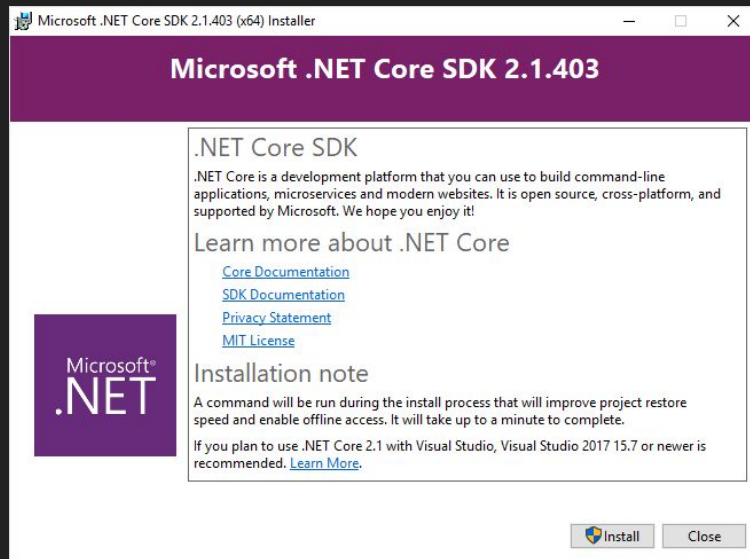 Microsoft .NET Core SDK 2.1.403 (x64) Installer
Microsoft .NET Core SDK 2.1.403
.NET Core SDK
.NET Core is a development platform that you can use to build command-line
applications, microservices and modern websites. It is open source, cross-platform, and
supported by Microsoft. We hope you enjoy it!
Learn more about .NET Core
Core Documentation
SDK Documentation
Privacy Statement
MIT License
Microsoft®
.NET
Installation note
A command will be run during the install process that will improve project restore
speed and enable offline access. It will take up to a minute to complete.
If you plan to use .NET Core 2.1 with Visual Studio, Visual Studio 2017 15.7 or newer is
recommended. Learn More.
Install
Close